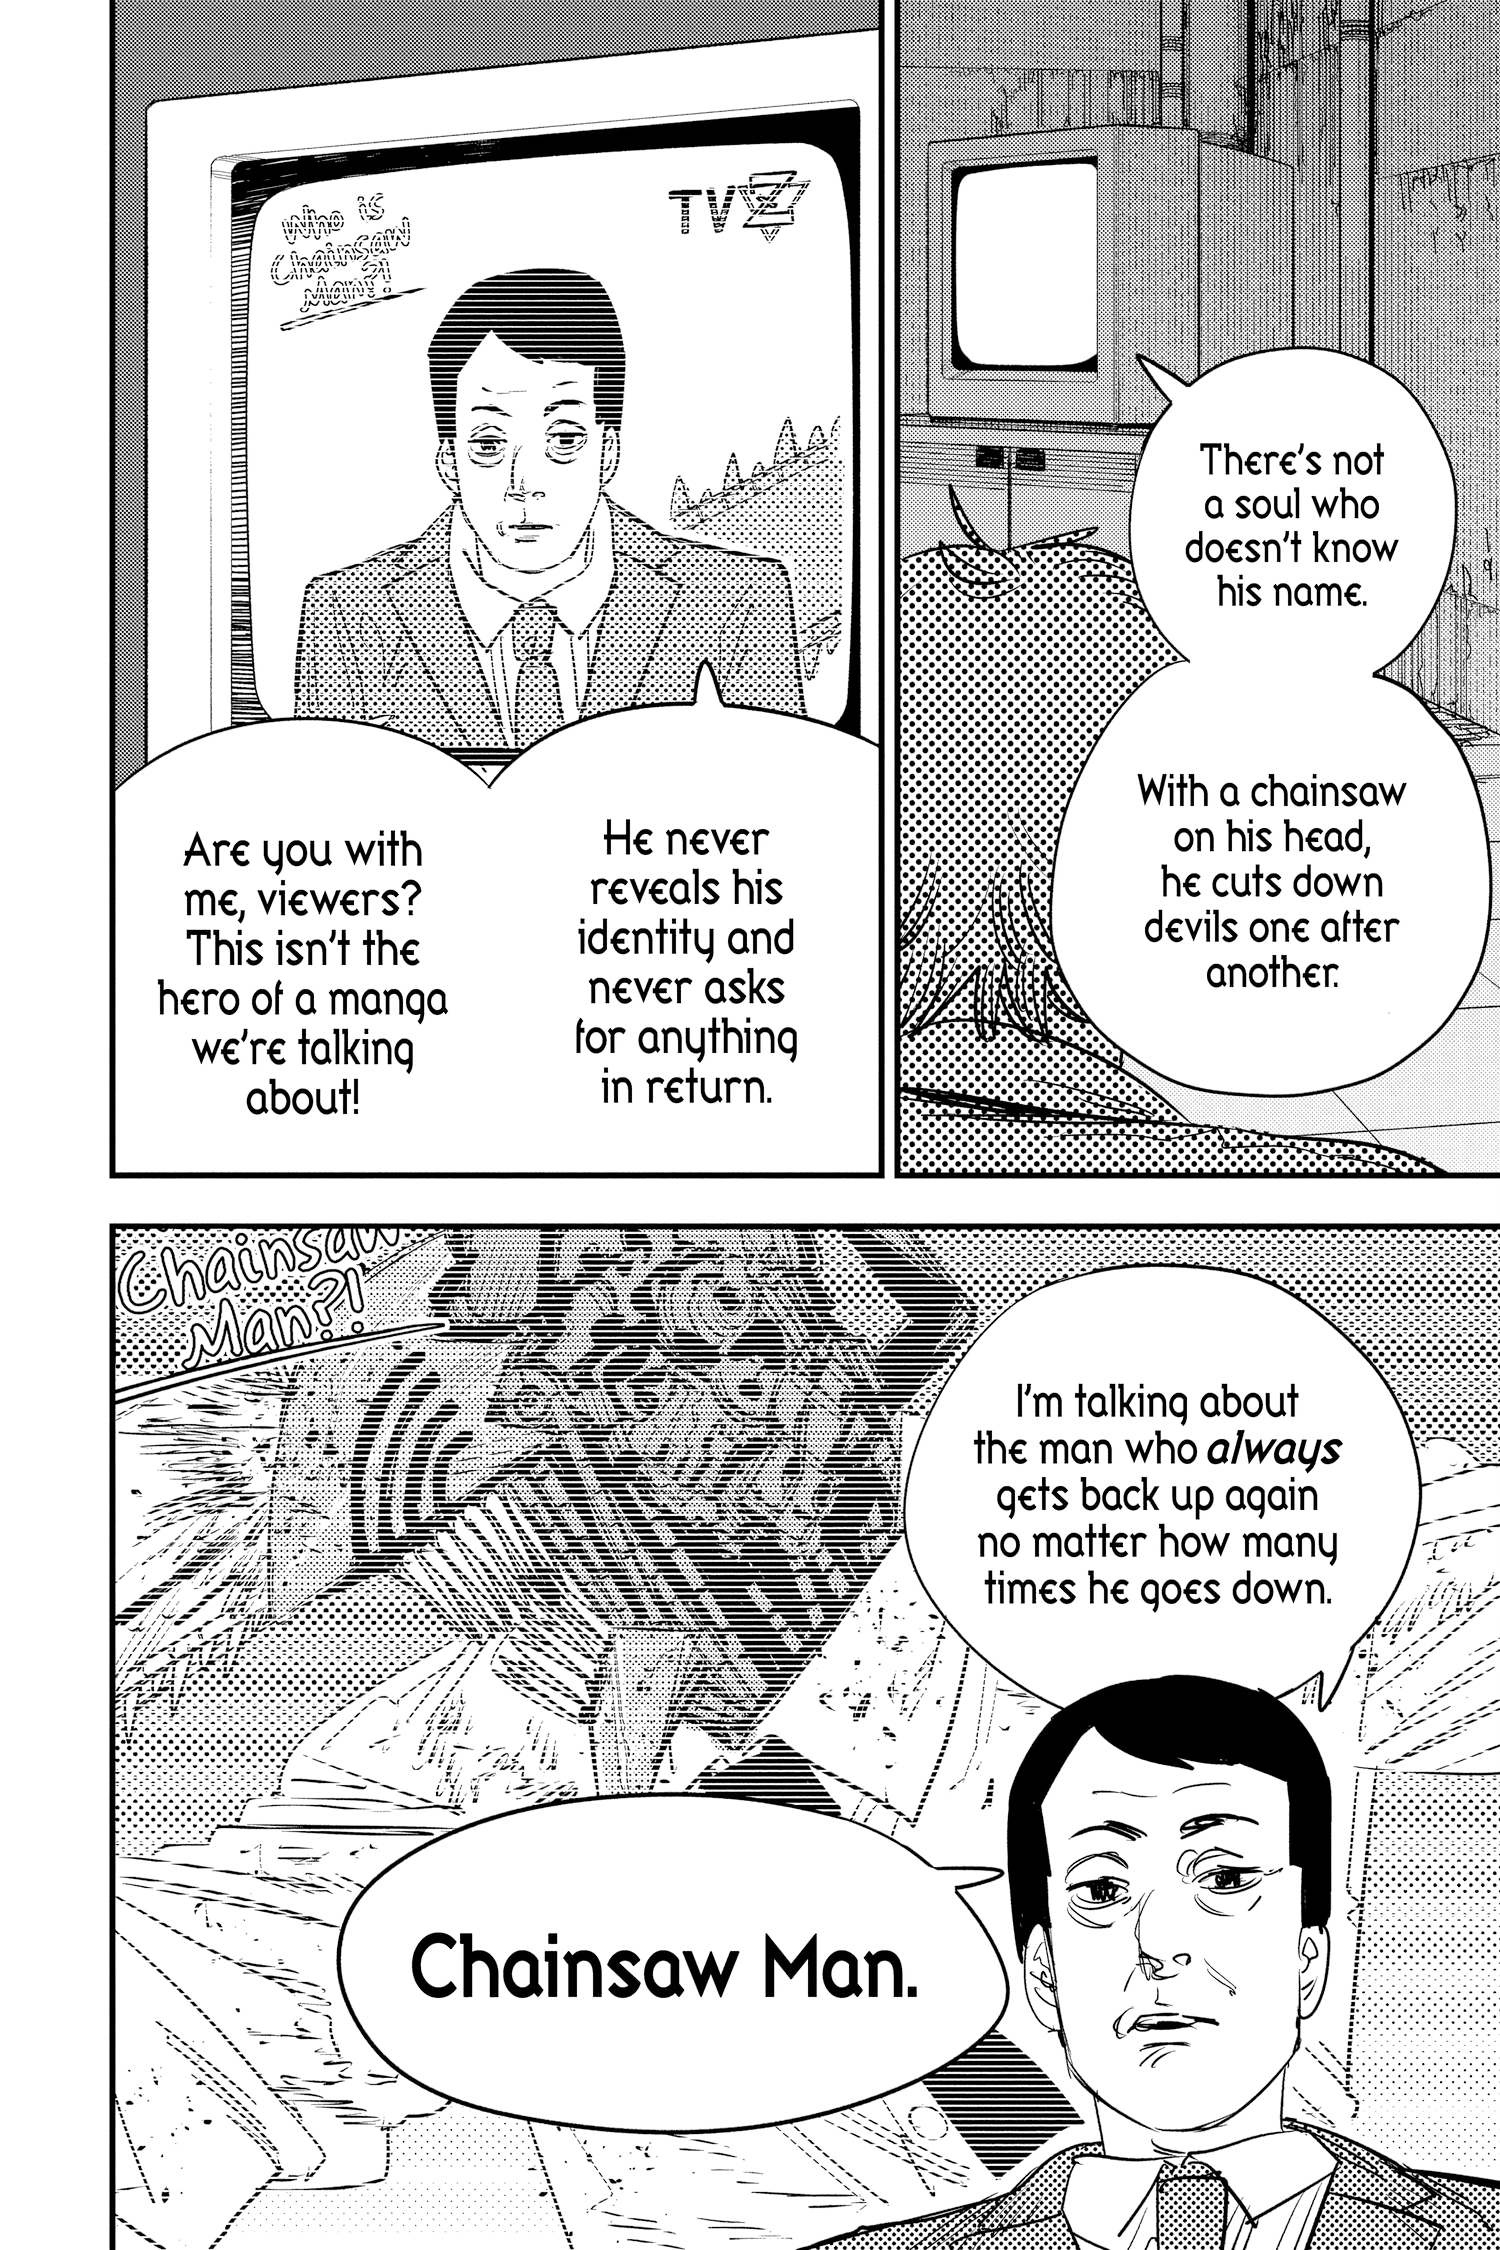 There's not
a soul who
doesn't know
his name.
With a chainsaw
on his head,
he cuts down
devils one after
another.
Who is
Chainsaw
Man?!
TV
He never
reveals his
identity and
never asks
for anything
in return.
Are you with
me, viewers?
This isn't the
hero of a manga
we're talking
about!
I'm talking about
the man who always
gets back up again
no matter how many
times he goes down.
Chainsaw
Man?!
Chainsaw Man.